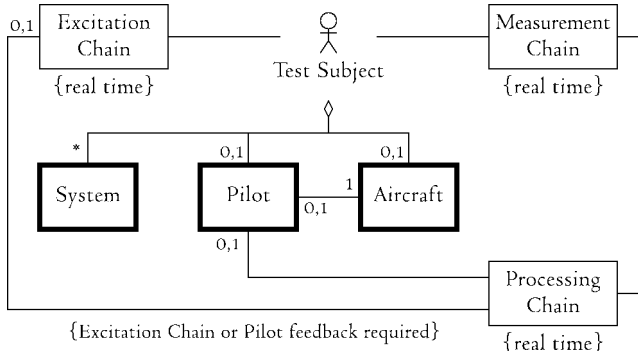 0,1
Excitation
Chain
{real time}
Test Subject
Measurement
Chain
{real time}
*
0,1
0,1
System
Pilot
1
0,1
Aircraft
0,1
Processing
Chain
{real time}
{Excitation Chain or Pilot feedback required}